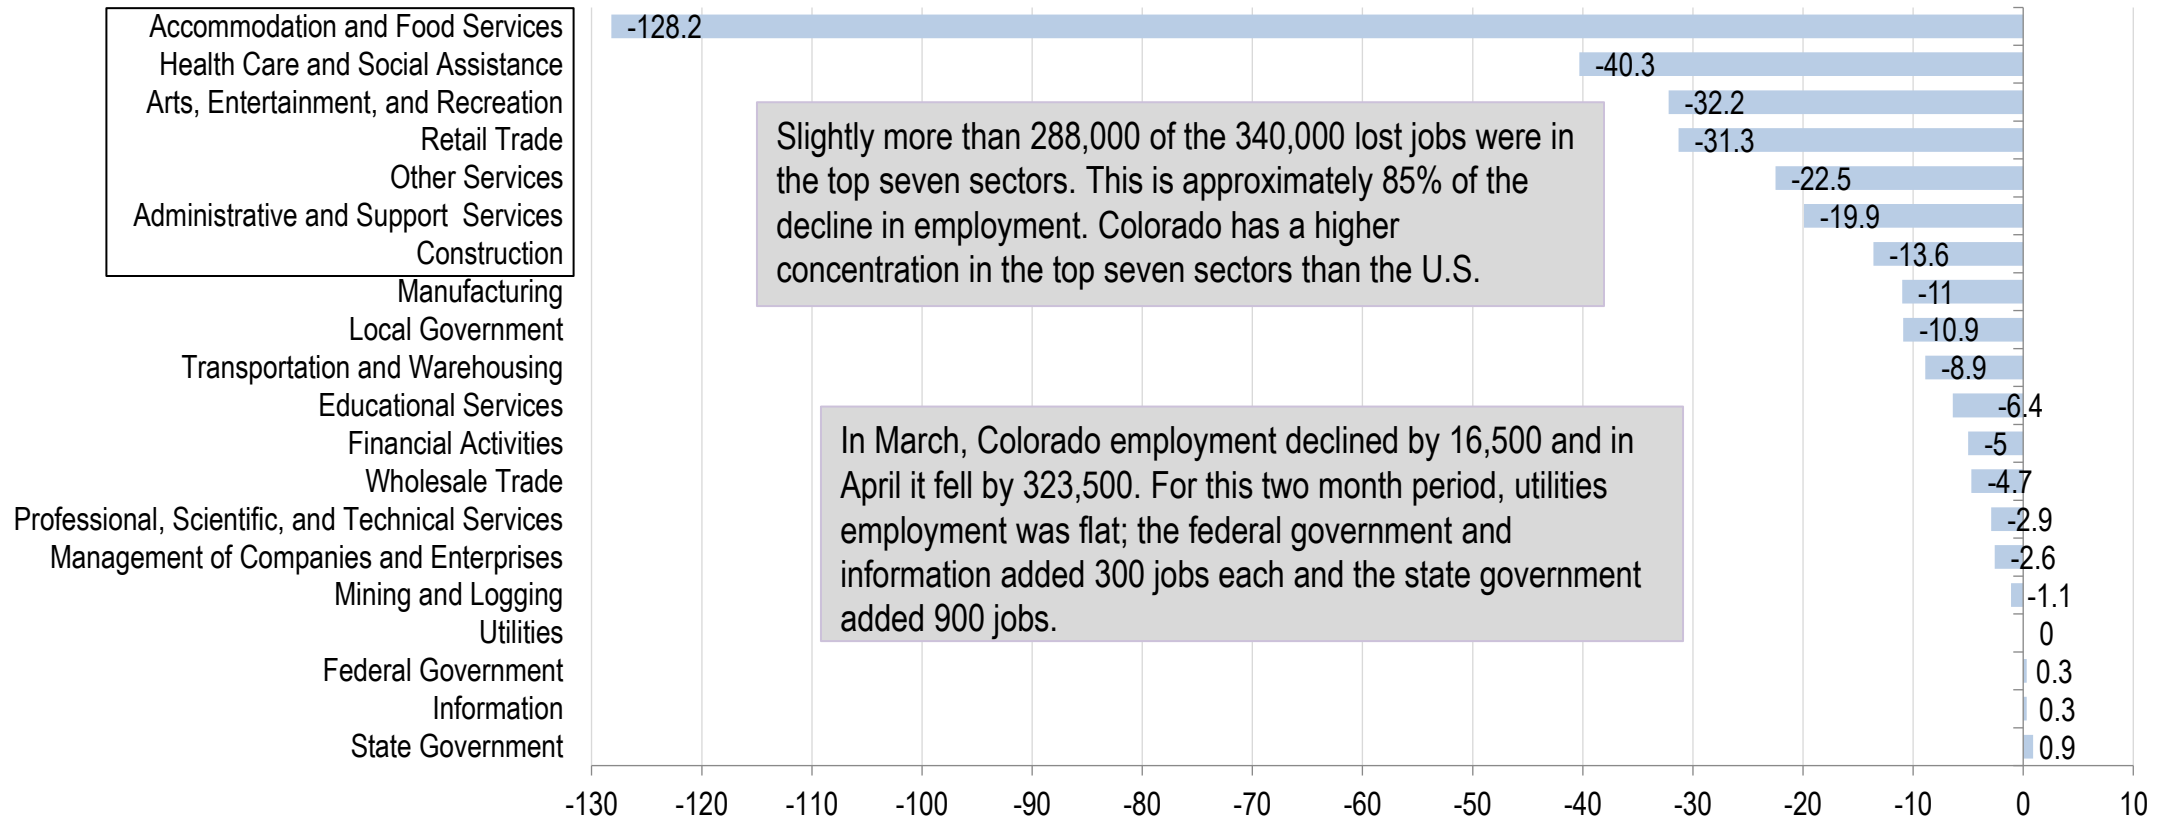 Accommodation and Food Services -128.2
Health Care and Social Assistance -40.3
Arts, Entertainment, and Recreation -32.2
Retail Trade -31.3
Other Services -22.5
Administrative and Support  Services -19.9
Construction -13.6
Manufacturing -11
Local Government -10.9
Transportation and Warehousing -8.9
Educational Services -6.4
Financial Activities -5
Wholesale Trade -4.7
Professional, Scientific, and Technical Services -2.9
Management of Companies and Enterprises -2.6
Mining and Logging -1.1
Utilities 0
Federal Government 0.3
Information 0.3
State Government 0.9
Slightly more than 288,000 of the 340,000 lost jobs were in
the top seven sectors. This is approximately 85% of the
decline in employment. Colorado has a higher
concentration in the top seven sectors than the U.S.
In March, Colorado employment declined by 16,500 and in
April it fell by 323,500. For this two month period, utilities
employment was flat; the federal government and
information added 300 jobs each and the state government
added 900 jobs.
-130 -120 -110 -100 -90 -80 -70 -60 -50 -40 -30 -20 -10 0 10